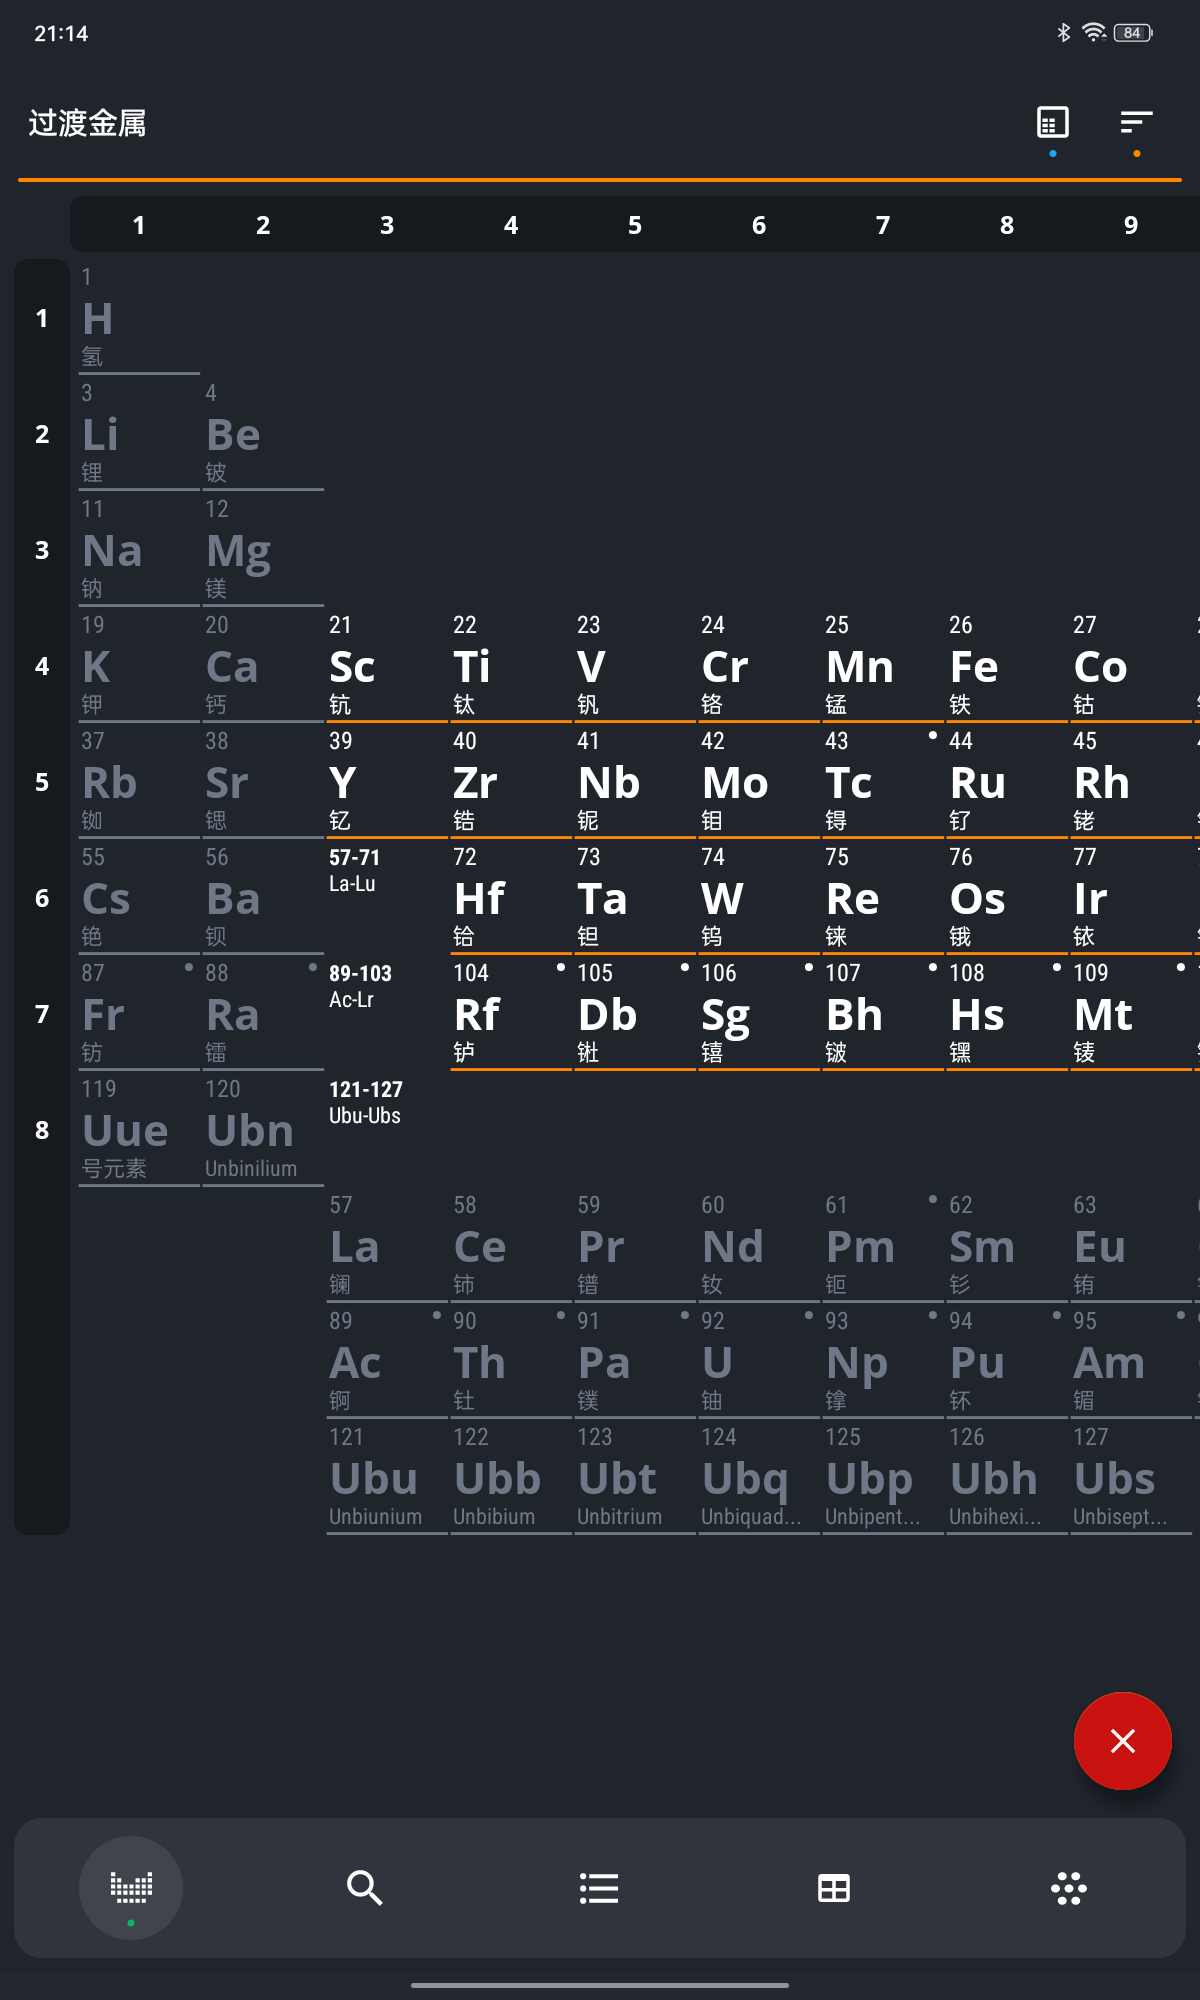 21:14
84
过渡金属
1 2 3 4 5 6 7 8 9
1
1
H
氢
2
3 4
Li Be
锂 铍
3
11 12
Na Mg
钠 镁
4
19 20 21 22 23 24 25 26 27
K Ca Sc Ti V Cr Mn Fe Co
钾 钙 钪 钛 钒 铬 锰 铁 钴
5
37 38 39 40 41 42 43 44 45
Rb Sr Y Zr Nb Mo Tc Ru Rh
铷 锶 钇 锆 铌 钼 锝 钌 铑
6
55 56 57-71 72 73 74 75 76 77
Cs Ba La-Lu Hf Ta W Re Os Ir
铯 钡 铪 钽 钨 铼 锇 铱
7
87 88 89-103 104 105 106 107 108 109
Fr Ra Ac-Lr Rf Db Sg Bh Hs Mt
钫 镭 𬬻 𬭊 𬭳 𬭛 𬭶 鿏
8
119 120 121-127
Uue Ubn Ubu-Ubs
号元素 Unbinilium
57 58 59 60 61 62 63
La Ce Pr Nd Pm Sm Eu
镧 铈 镨 钕 钷 钐 铕
89 90 91 92 93 94 95
Ac Th Pa U Np Pu Am
锕 钍 镤 铀 镎 钚 镅
121 122 123 124 125 126 127
Ubu Ubb Ubt Ubq Ubp Ubh Ubs
Unbiunium Unbibium Unbitrium Unbiquad... Unbipent... Unbihexi... Unbisept...